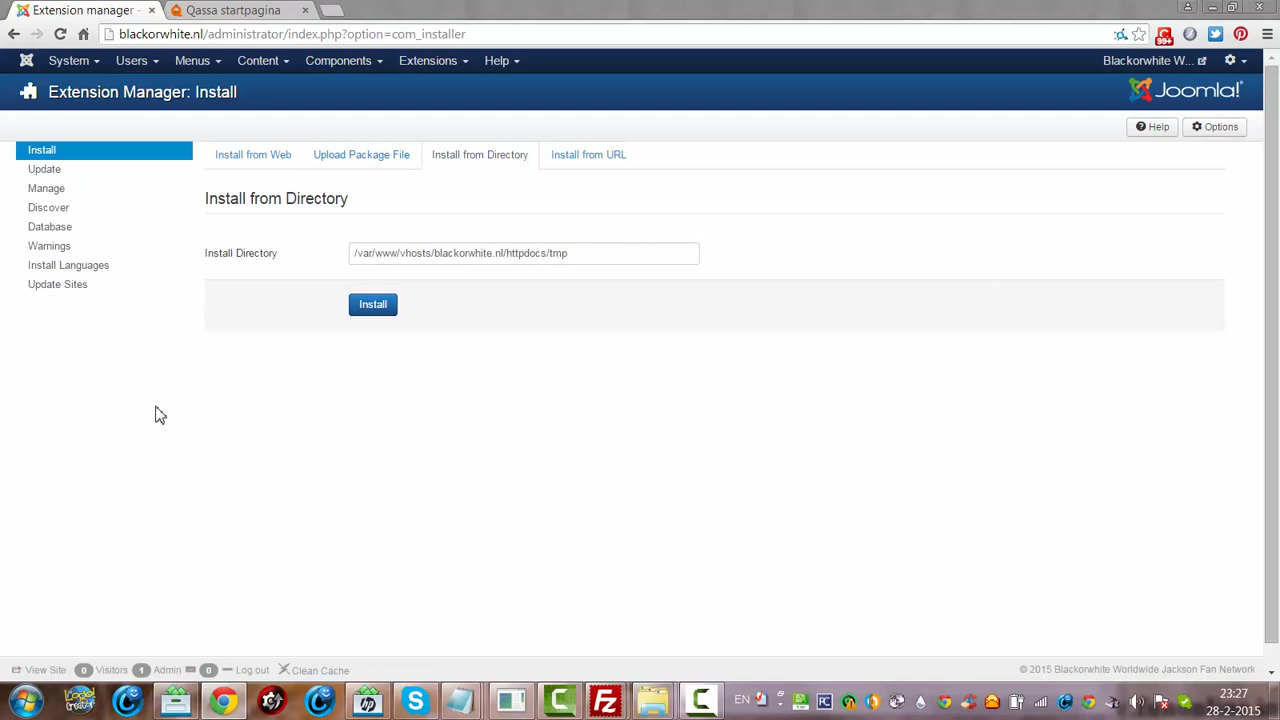 Extension manager -
Qassa startpagina
blackorwhite.nl/administrator/index.php?option=com_installer
99+
System Users Menus Content Components Extensions Help Blackorwhite W...
Extension Manager: Install
Joomla!
Help Options
Install
Update
Manage
Discover
Database
Warnings
Install Languages
Update Sites
Install from Web Upload Package File Install from Directory Install from URL
Install from Directory
Install Directory /var/www/vhosts/blackorwhite.nl/httpdocs/tmp
Install
View Site 0 Visitors 1 Admin 0 Log out Clean Cache
© 2015 Blackorwhite Worldwide Jackson Fan Network
EN
23:27
28-2-2015